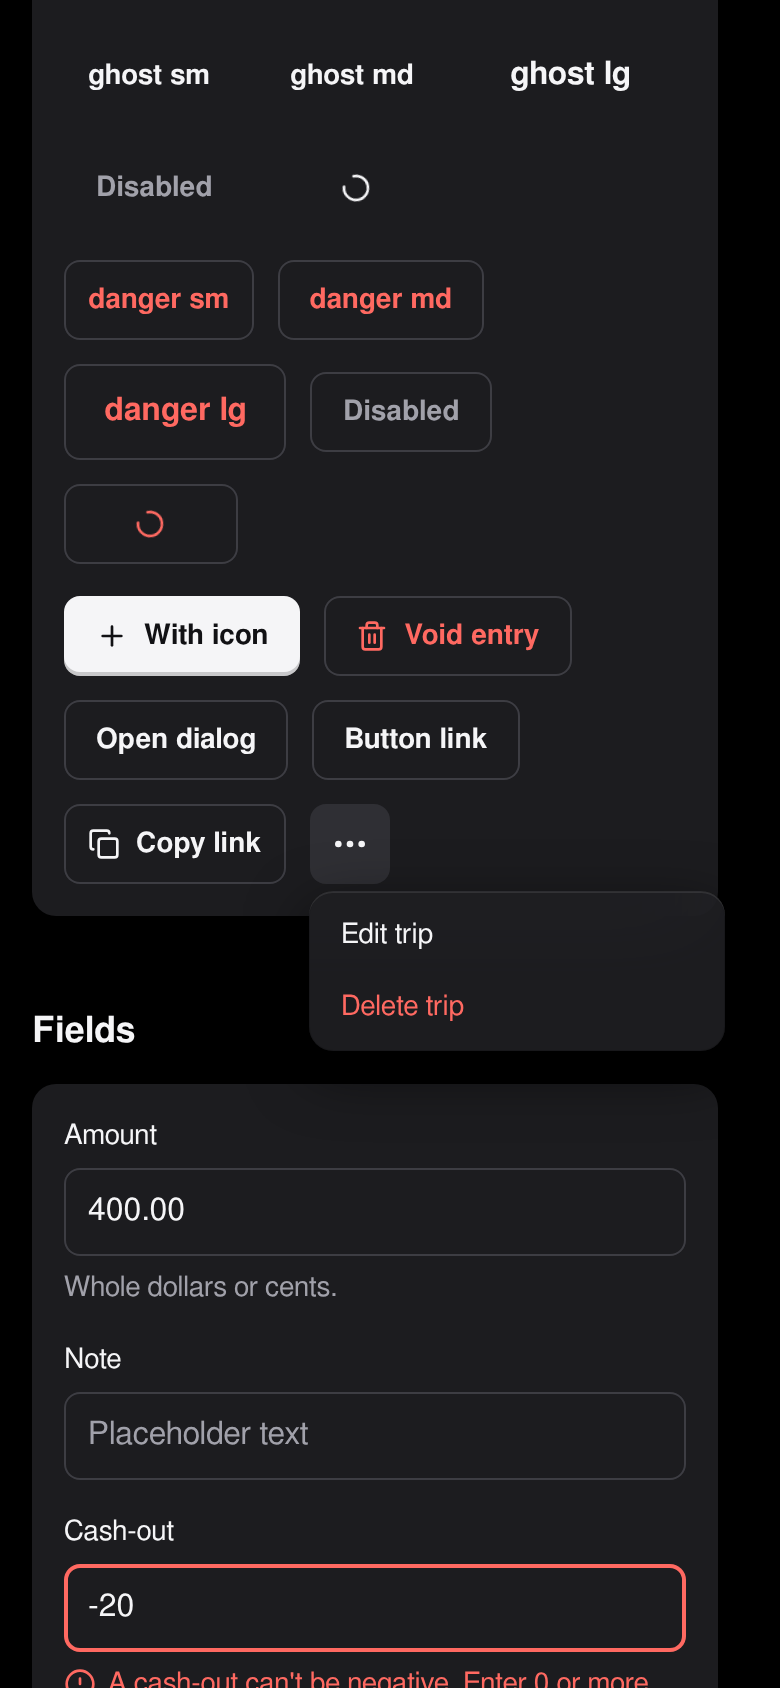 ghost sm ghost md ghost lg
Disabled
danger sm danger md
danger lg Disabled
With icon Void entry
Open dialog Button link
Copy link
Edit trip
Delete trip
Fields
Amount
400.00
Whole dollars or cents.
Note
Placeholder text
Cash-out
-20
A cash-out can't be negative. Enter 0 or more.